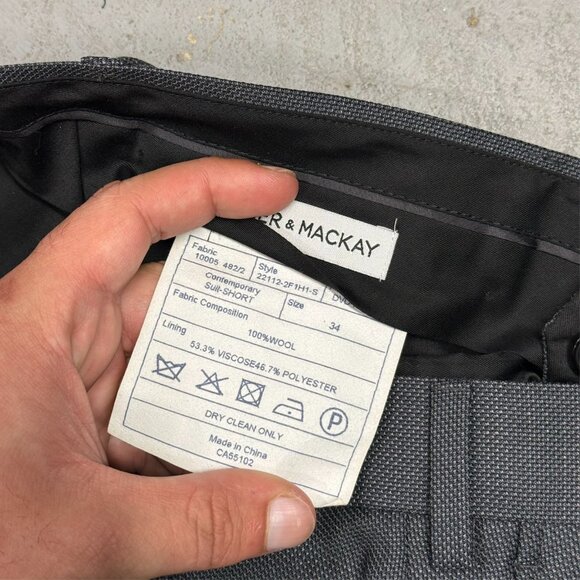 ER & MACKAY
Fabric Style
10005 482/2 22112-2F1H1-S
Contemporary Size
Suit-SHORT 34
Fabric Composition
100%WOOL
Lining
53.3% VISCOSE46.7% POLYESTER
P
DRY CLEAN ONLY
Made in China
CA55102